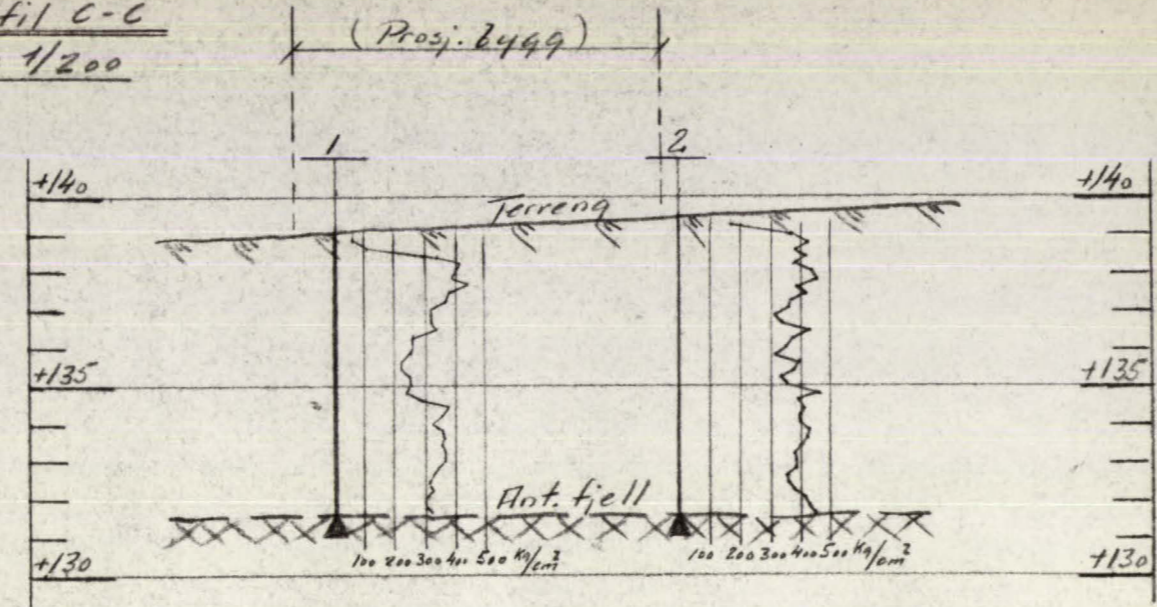 fil C-C
1/200
(Prosj. bygg)
1
2
+140
+140
Terreng
+135
+135
Ant. fjell
100 200 300 400 500 Kg/cm²
100 200 300 400 500 Kg/cm²
+130
+130